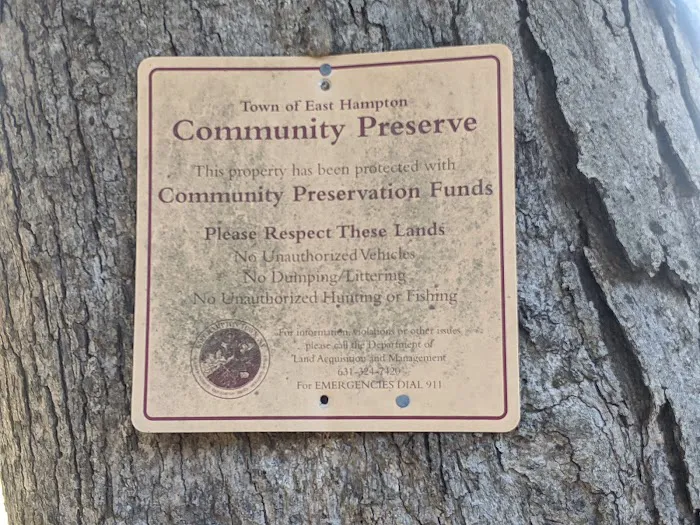 Town of East Hampton
Community Preserve
This property has been protected with
Community Preservation Funds
Please Respect These Lands
No Unauthorized Vehicles
No Dumping/Littering
No Unauthorized Hunting or Fishing
For information, violations or other issues
please call the Department of
Land Acquisition and Management
631-324-7420
For EMERGENCIES DIAL 911